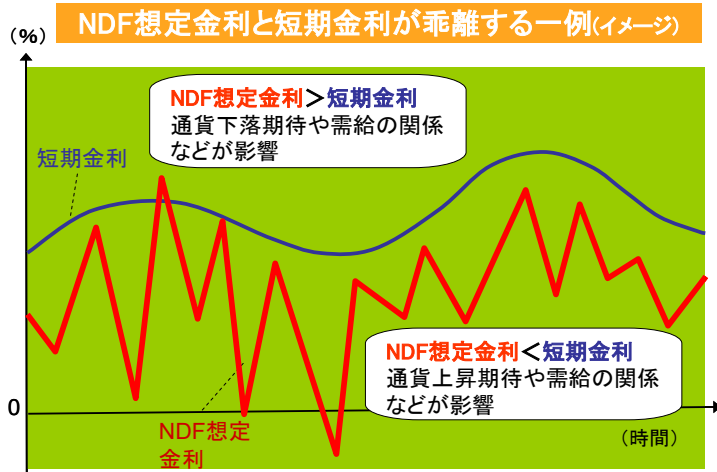 NDF想定金利と短期金利が乖離する一例(イメージ)
(%)
NDF想定金利＞短期金利
通貨下落期待や需給の関係
などが影響
短期金利
NDF想定金利＜短期金利
通貨上昇期待や需給の関係
などが影響
0
NDF想定
金利
(時間)